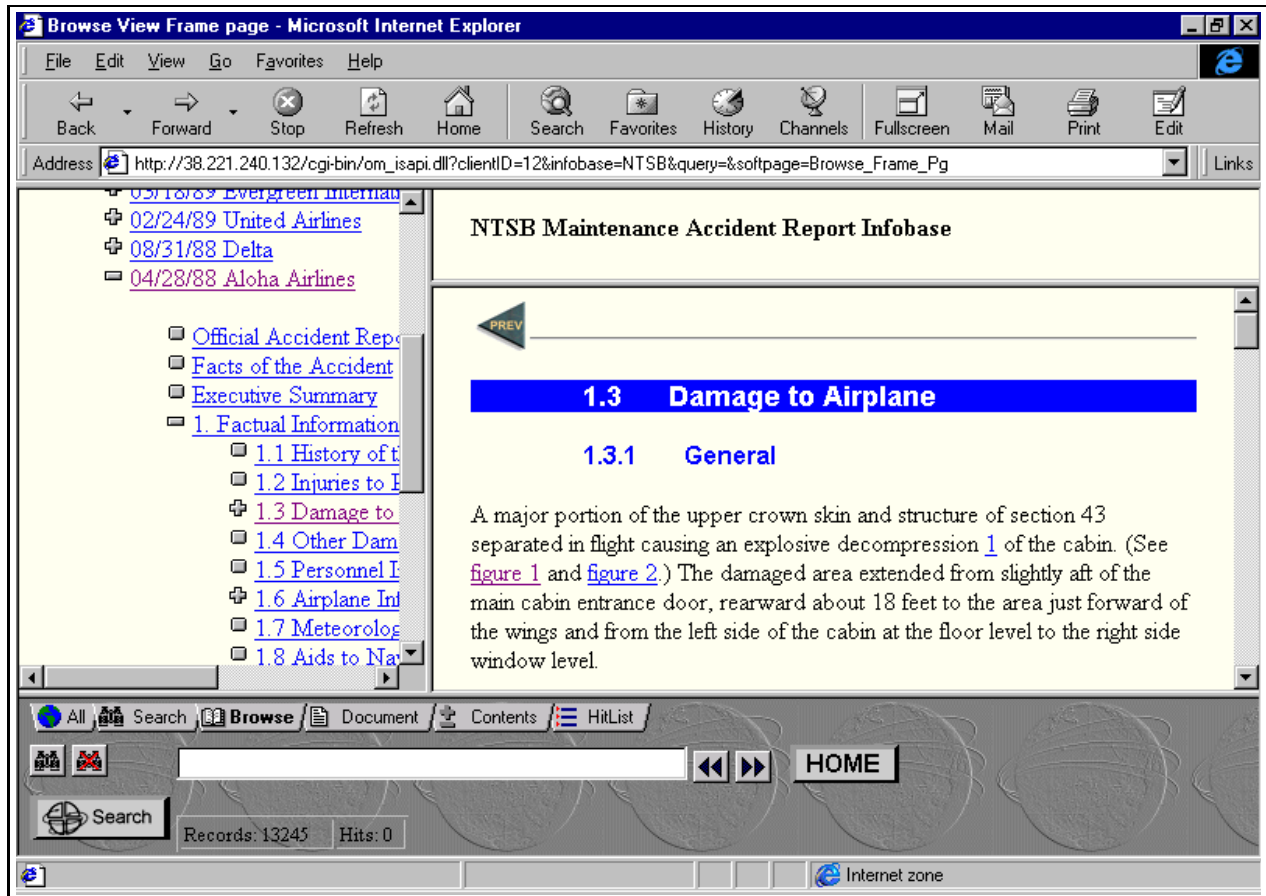 Browse View Frame page - Microsoft Internet Explorer
File Edit View Go Favorites Help
Back Forward Stop Refresh Home Search Favorites History Channels Fullscreen Mail Print Edit
Address http://38.221.240.132/cgi-bin/om_isapi.dll?clientID=12&infobase=NTSB&query=&softpage=Browse_Frame_Pg Links
03/18/89 Evergreen Internati
02/24/89 United Airlines
08/31/88 Delta
04/28/88 Aloha Airlines
Official Accident Repo
Facts of the Accident
Executive Summary
1. Factual Information
1.1 History of t
1.2 Injuries to P
1.3 Damage to
1.4 Other Dam
1.5 Personnel I
1.6 Airplane Inf
1.7 Meteorolog
1.8 Aids to Na
NTSB Maintenance Accident Report Infobase
PREV
1.3 Damage to Airplane
1.3.1 General
A major portion of the upper crown skin and structure of section 43
separated in flight causing an explosive decompression 1 of the cabin. (See
figure 1 and figure 2.) The damaged area extended from slightly aft of the
main cabin entrance door, rearward about 18 feet to the area just forward of
the wings and from the left side of the cabin at the floor level to the right side
window level.
All Search Browse Document Contents HitList
HOME
Search
Records: 13245 Hits: 0
Internet zone